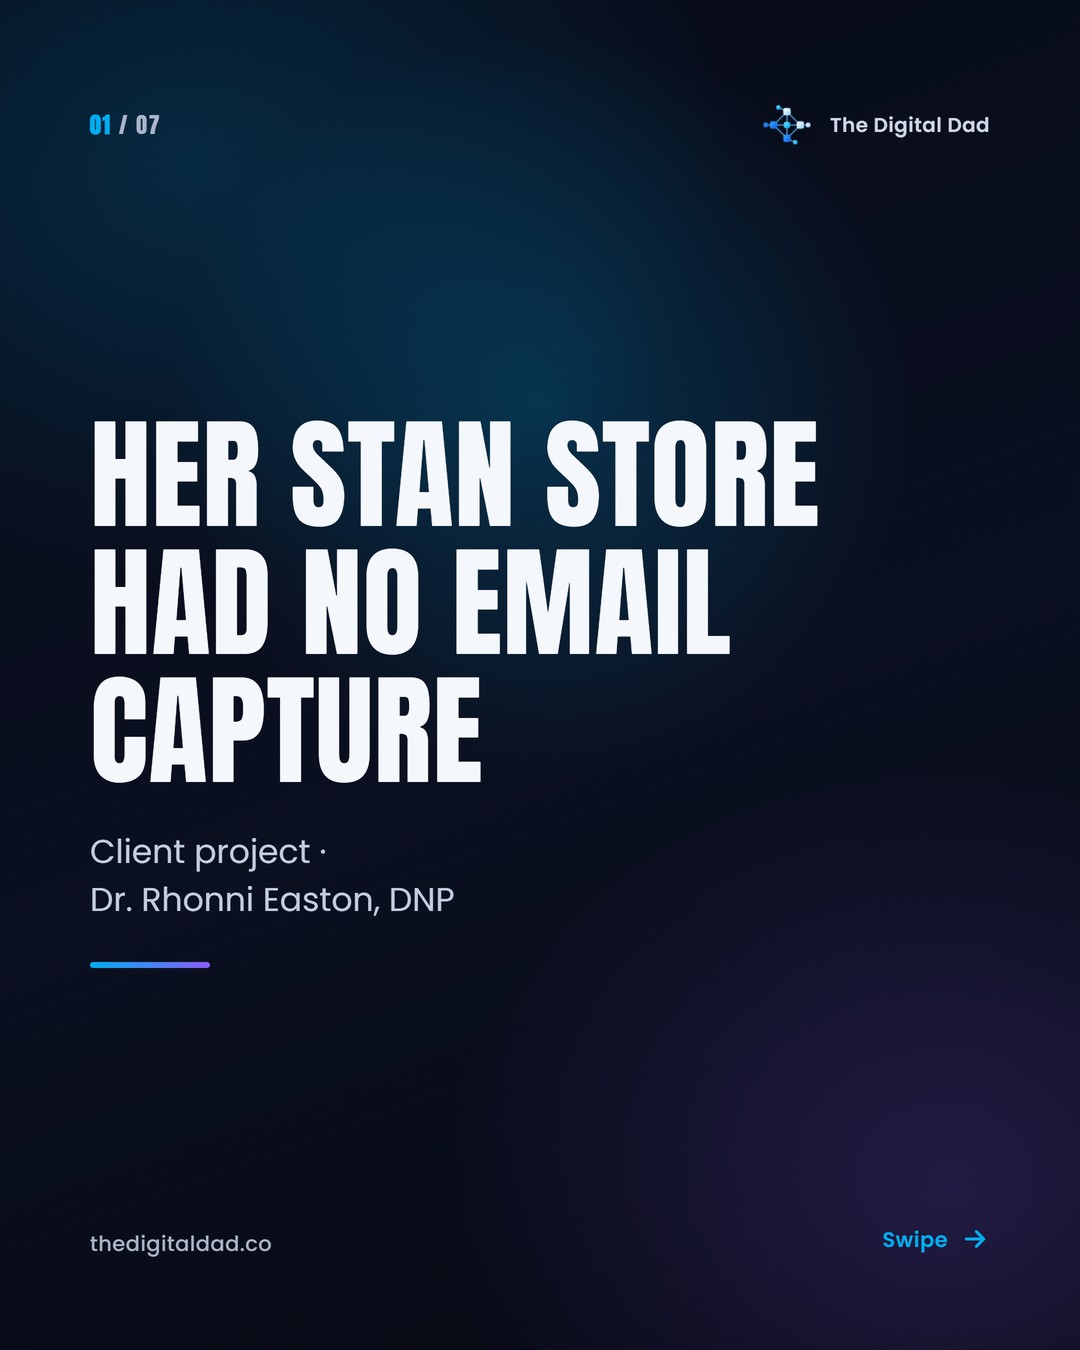 01 / 07
The Digital Dad
HER STAN STORE
HAD NO EMAIL
CAPTURE
Client project ·
Dr. Rhonni Easton, DNP
thedigitaldad.co
Swipe →